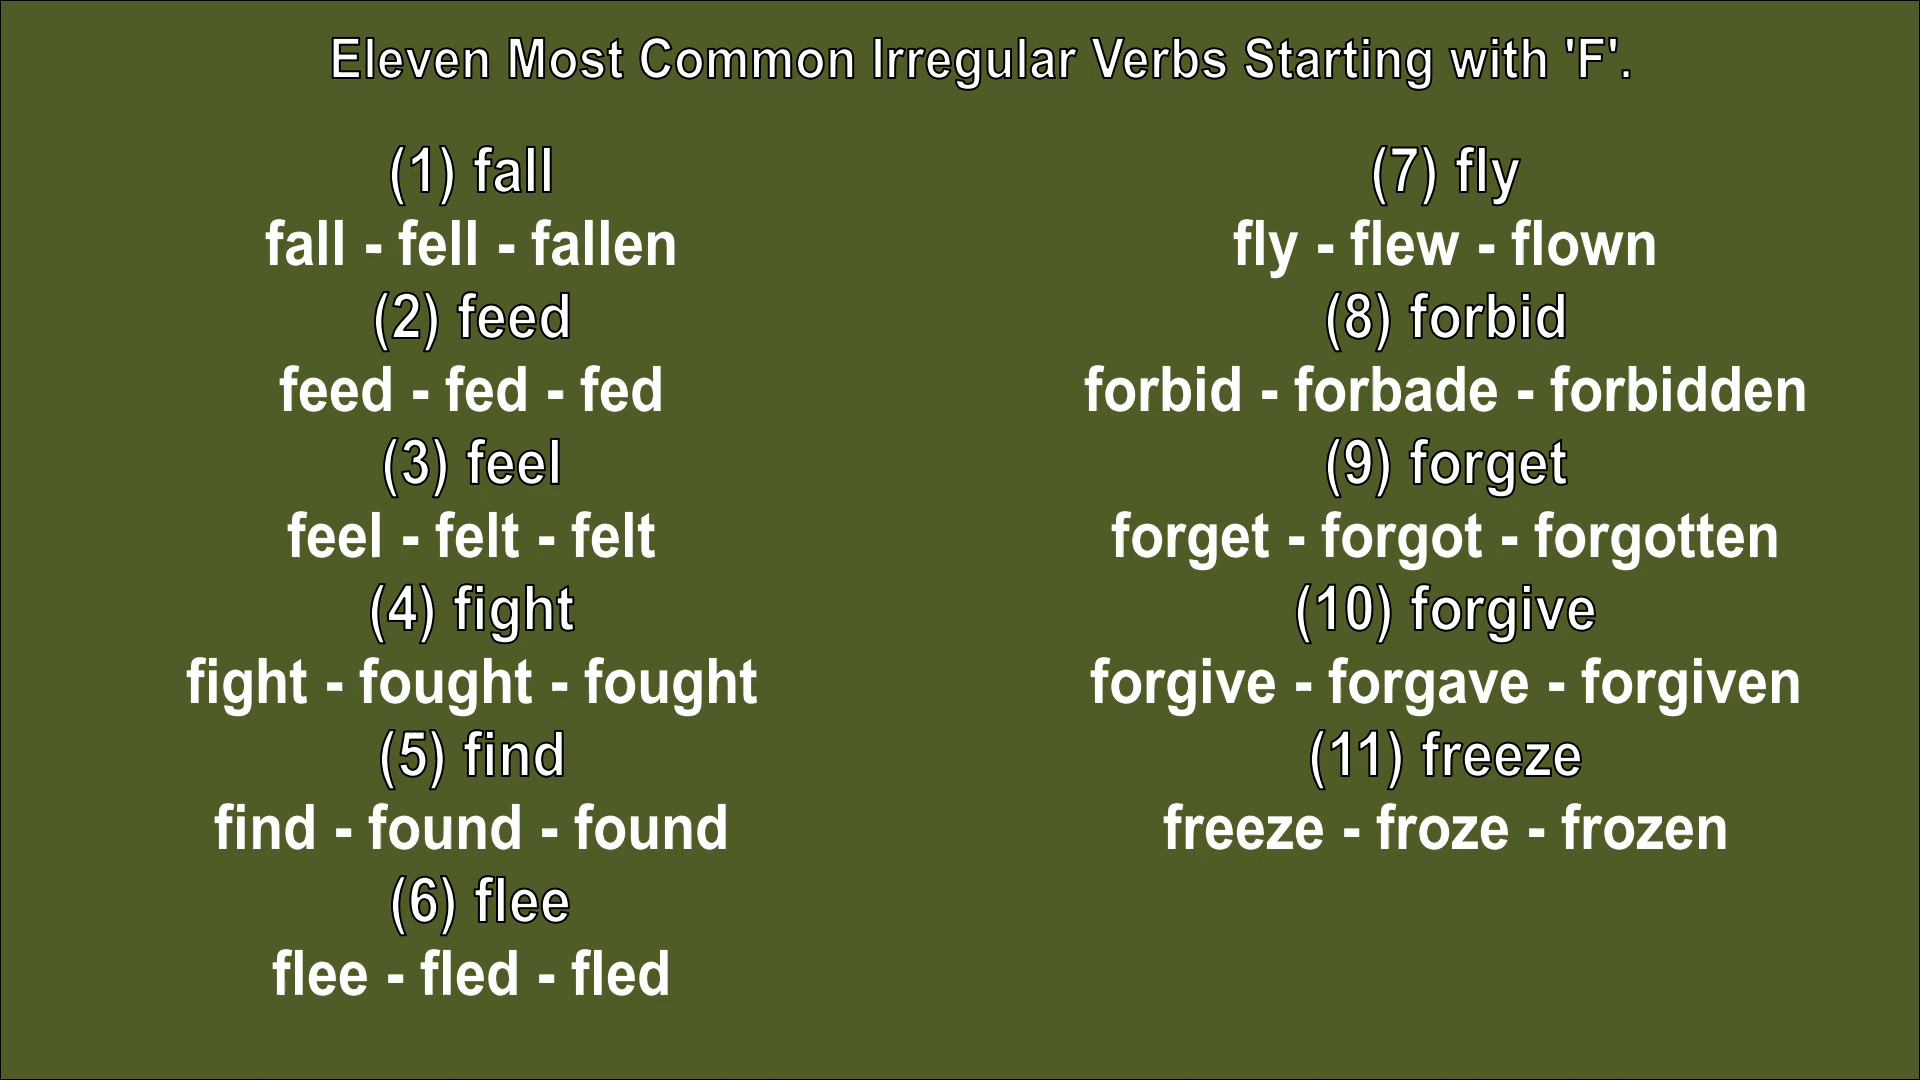 Eleven Most Common Irregular Verbs Starting with 'F'.
(1) fall
fall - fell - fallen
(2) feed
feed - fed - fed
(3) feel
feel - felt - felt
(4) fight
fight - fought - fought
(5) find
find - found - found
(6) flee
flee - fled - fled
(7) fly
fly - flew - flown
(8) forbid
forbid - forbade - forbidden
(9) forget
forget - forgot - forgotten
(10) forgive
forgive - forgave - forgiven
(11) freeze
freeze - froze - frozen